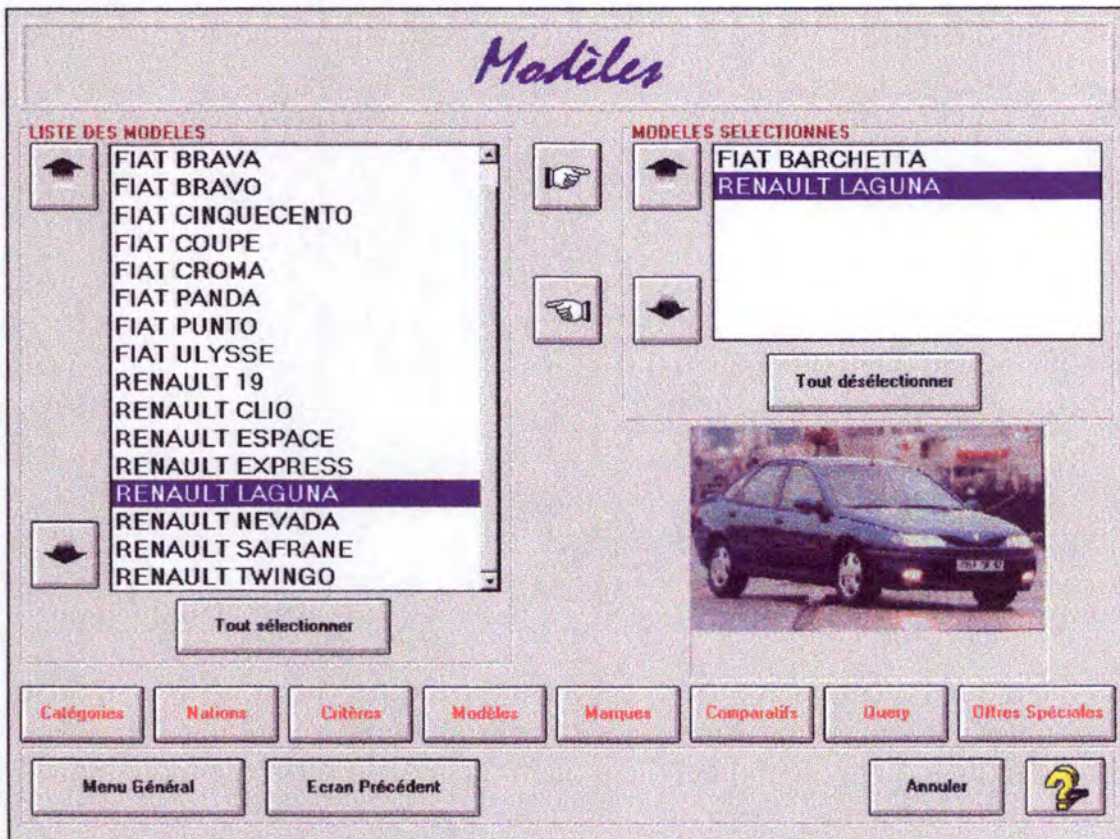 Modèles
LISTE DES MODELES
FIAT BRAVA
FIAT BRAVO
FIAT CINQUECENTO
FIAT COUPE
FIAT CROMA
FIAT PANDA
FIAT PUNTO
FIAT ULYSSE
RENAULT 19
RENAULT CLIO
RENAULT ESPACE
RENAULT EXPRESS
RENAULT LAGUNA
RENAULT NEVADA
RENAULT SAFRANE
RENAULT TWINGO
Tout sélectionner
MODELES SELECTIONNES
FIAT BARCHETTA
RENAULT LAGUNA
Tout désélectionner
Catégories Nations Critères Modèles Marques Comparatifs Query Offres Spéciales
Menu Général Ecran Précédent Annuler